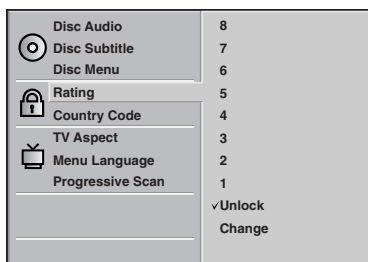 Disc Audio
Disc Subtitle
Disc Menu
Rating
Country Code
TV Aspect
Menu Language
Progressive Scan
8
7
6
5
4
3
2
1
✓Unlock
Change